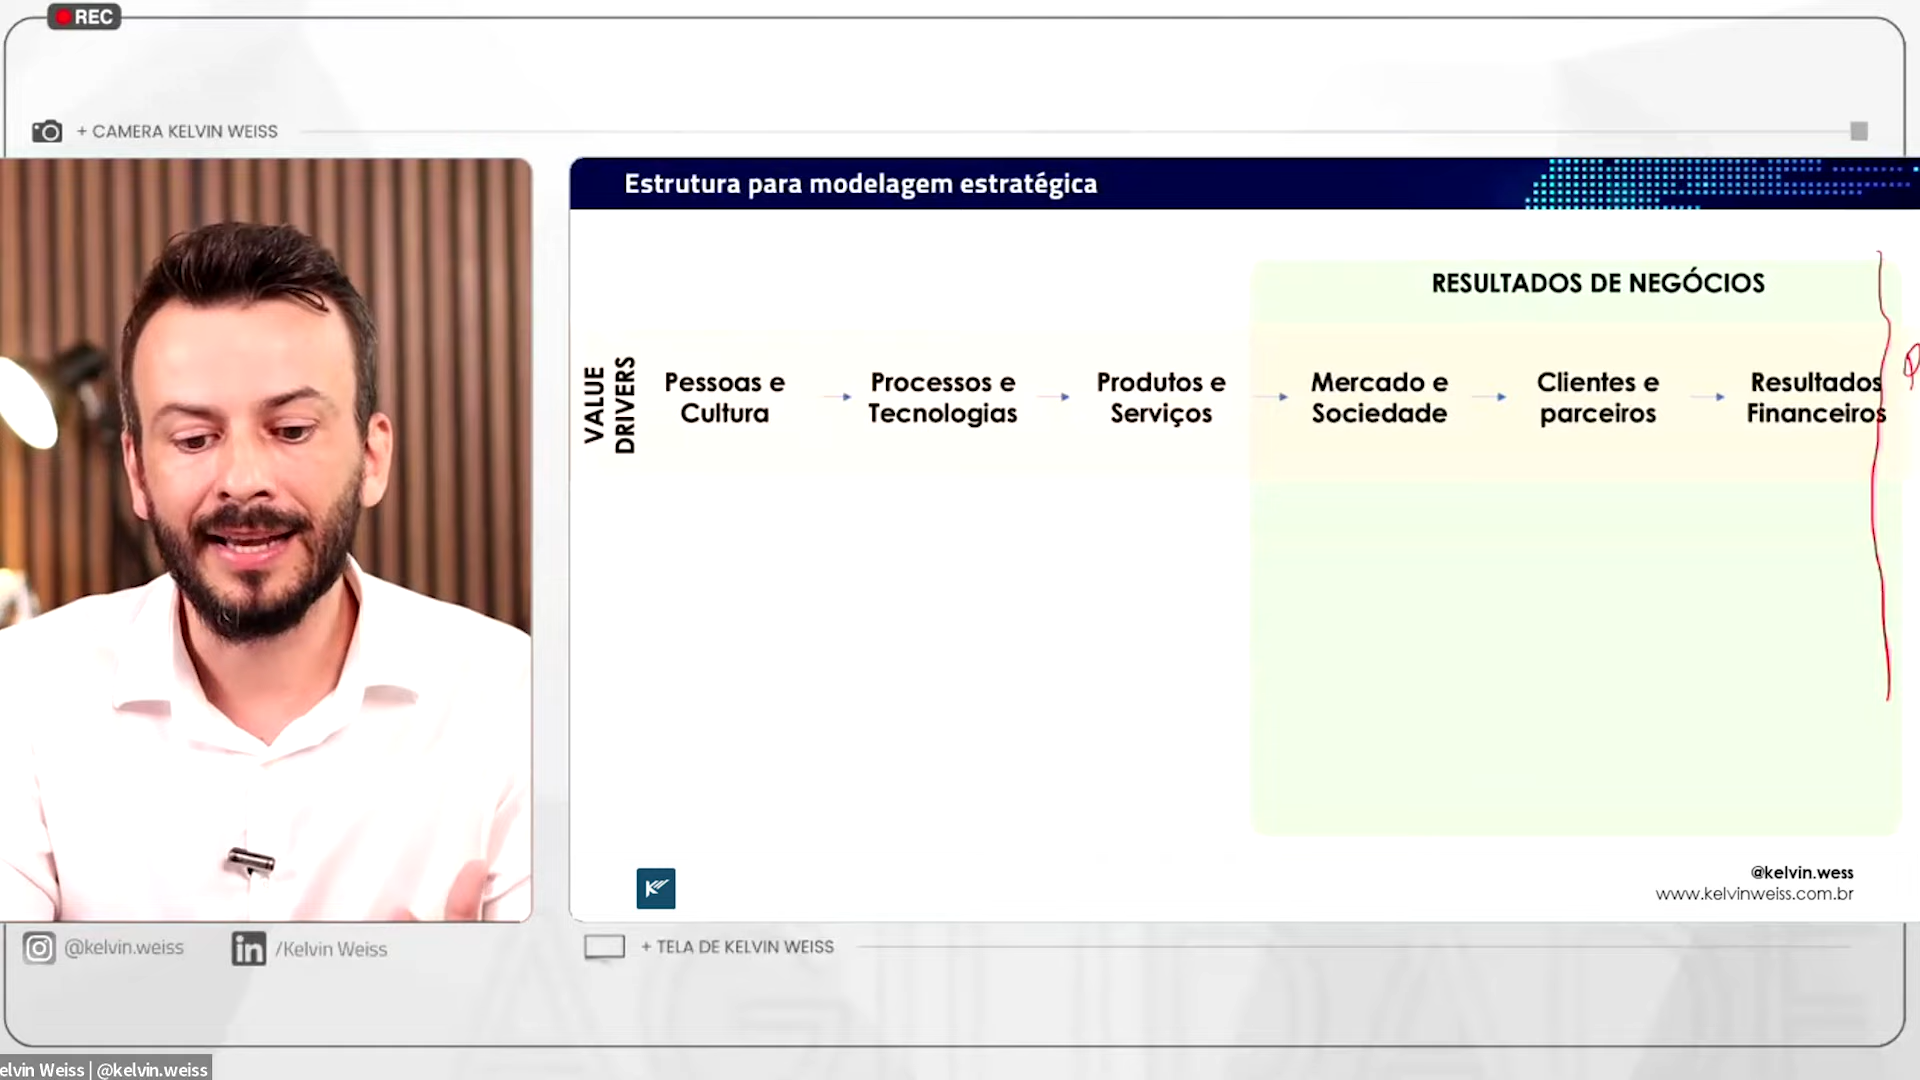 REC
+ CAMERA KELVIN WEISS
Estrutura para modelagem estratégica
RESULTADOS DE NEGÓCIOS
VALUE
DRIVERS
Pessoas e
Cultura
Processos e
Tecnologias
Produtos e
Serviços
Mercado e
Sociedade
Clientes e
parceiros
Resultados
Financeiros
@kelvin.wess
www.kelvinweiss.com.br
@kelvin.weiss
/Kelvin Weiss
+ TELA DE KELVIN WEISS
elvin Weiss | @kelvin.weiss